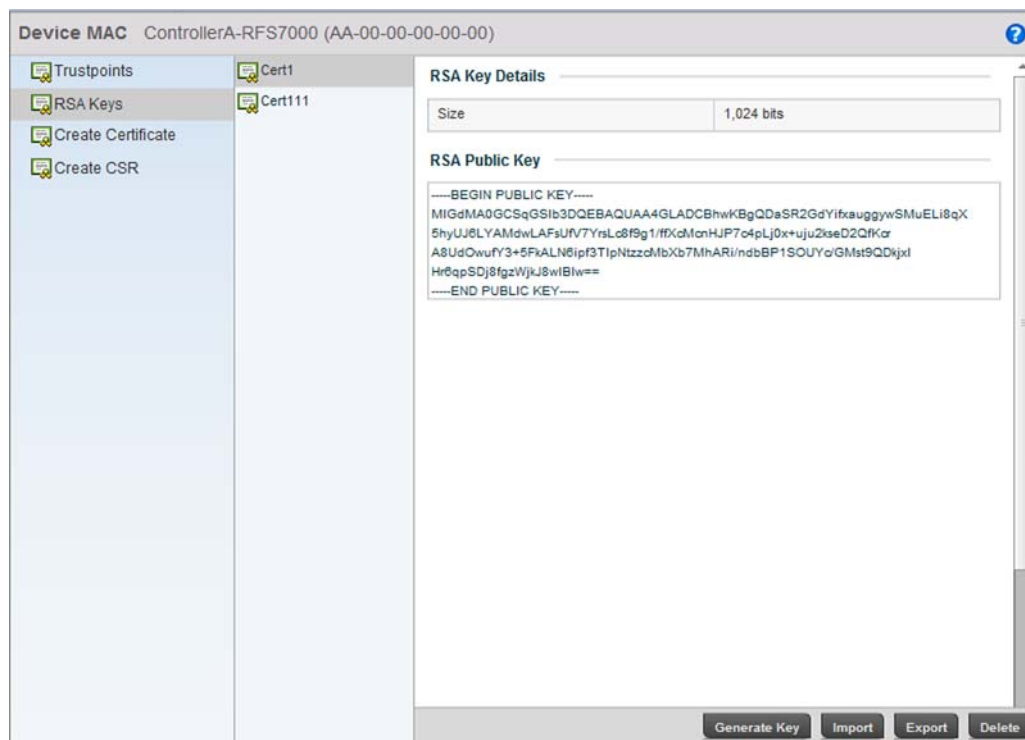 Device MAC ControllerA-RFS7000 (AA-00-00-00-00-00)
?
Trustpoints
RSA Keys
Create Certificate
Create CSR
Cert1
Cert111
RSA Key Details
Size 1,024 bits
RSA Public Key
-----BEGIN PUBLIC KEY-----
MIGdMA0GCSqGSIb3DQEBAQUAA4GLADCBhwKBgQDaSR2GdYifxauggywSMuELi8qX
5hyUJ6LYAMdwLAFsUfV7YrsLc8f9g1/ffXcMcnHJP7c4pLj0x+uju2kseD2QfKcr
A8UdOwufY3+5FkALN6ipf3TIpNtzzcMbXb7MhARi/ndbBP1SOUYc/GMst9QDkjxI
Hr6qpSDj8fgzWjkJ8wIBIw==
-----END PUBLIC KEY-----
Generate Key Import Export Delete